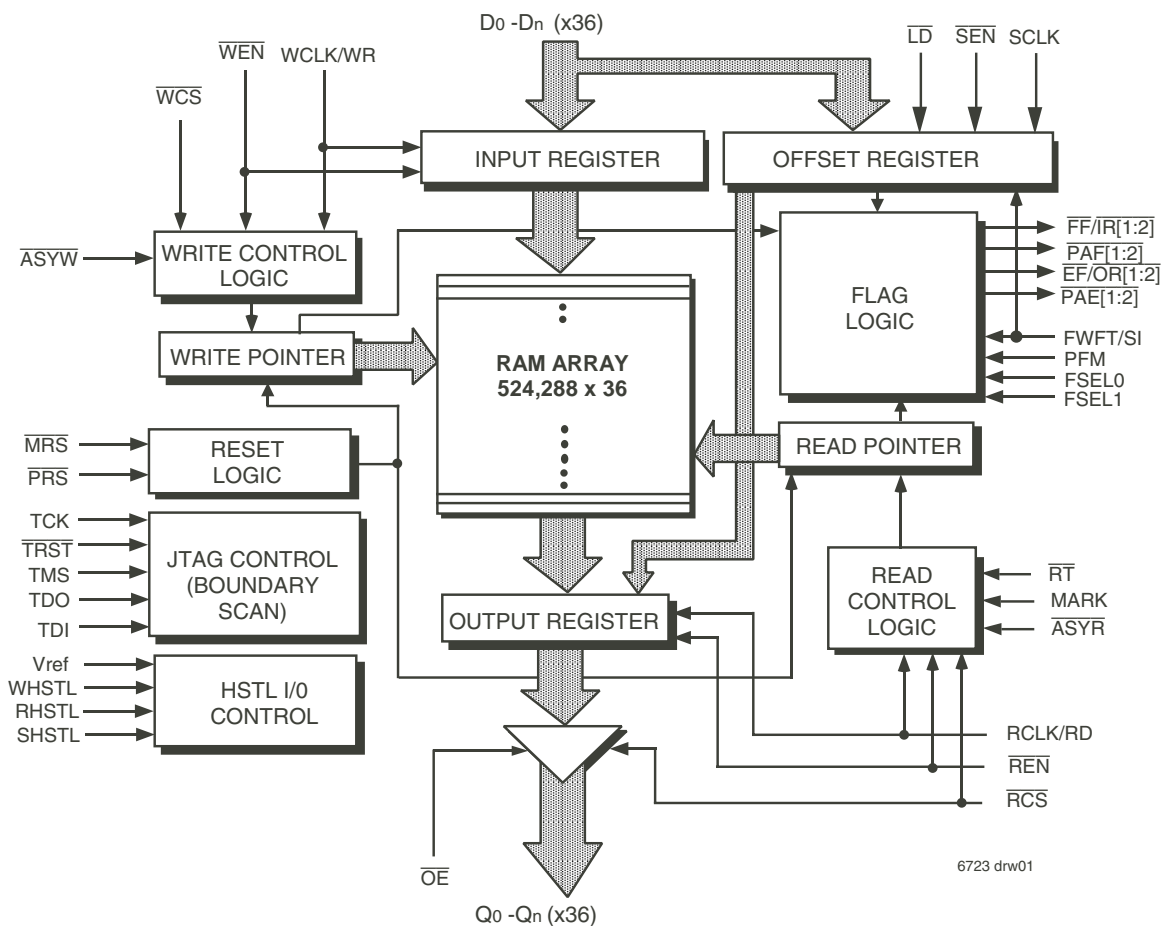 D0 -Dn (x36)
WEN
WCLK/WR
LD
SEN
SCLK
WCS
INPUT REGISTER
OFFSET REGISTER
ASYW
WRITE CONTROL
LOGIC
FF/IR[1:2]
PAF[1:2]
EF/OR[1:2]
PAE[1:2]
FLAG
LOGIC
WRITE POINTER
RAM ARRAY
524,288 x 36
FWFT/SI
PFM
FSEL0
FSEL1
MRS
PRS
RESET
LOGIC
READ POINTER
TCK
TRST
TMS
TDO
TDI
JTAG CONTROL
(BOUNDARY
SCAN)
READ
CONTROL
LOGIC
RT
MARK
ASYR
OUTPUT REGISTER
Vref
WHSTL
RHSTL
SHSTL
HSTL I/0
CONTROL
RCLK/RD
REN
RCS
OE
6723 drw01
Q0 -Qn (x36)